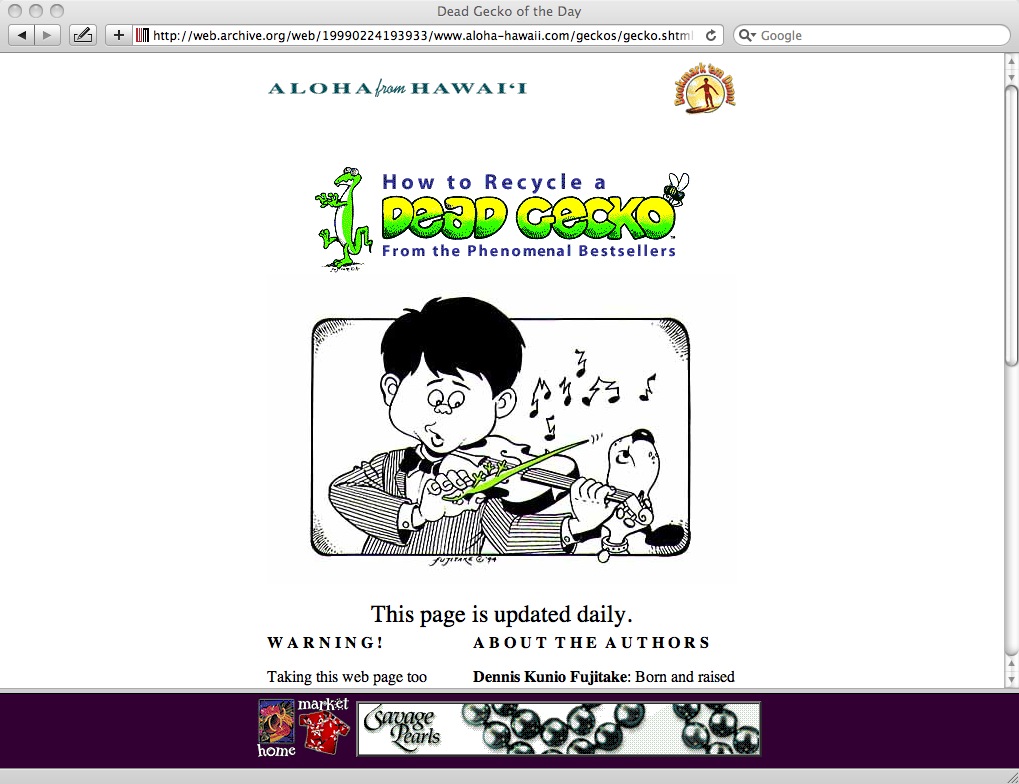 Dead Gecko of the Day
http://web.archive.org/web/19990224193933/www.aloha-hawaii.com/geckos/gecko.shtml
Google
ALOHA from HAWAI‘I
Bookmark 'em Danno!
How to Recycle a
DEAD GECKO™
From the Phenomenal Bestsellers
FUJITAKE © '94
This page is updated daily.
WARNING!
ABOUT THE AUTHORS
Taking this web page too
Dennis Kunio Fujitake: Born and raised
market
home
Savage
Pearls